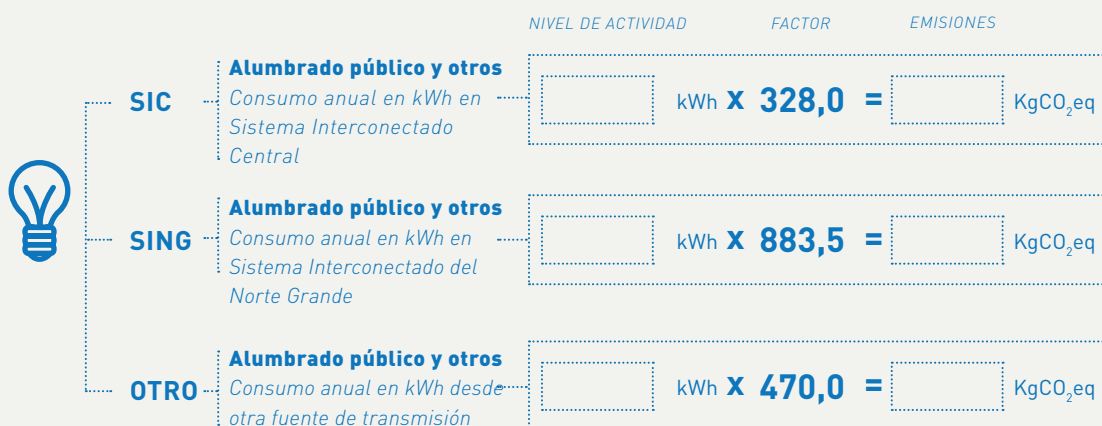 NIVEL DE ACTIVIDAD FACTOR EMISIONES
SIC
Alumbrado público y otros
Consumo anual en kWh en
Sistema Interconectado
Central
kWh x 328,0 = KgCO₂eq
SING
Alumbrado público y otros
Consumo anual en kWh en
Sistema Interconectado del
Norte Grande
kWh x 883,5 = KgCO₂eq
OTRO
Alumbrado público y otros
Consumo anual en kWh desde
otra fuente de transmisión
kWh x 470,0 = KgCO₂eq